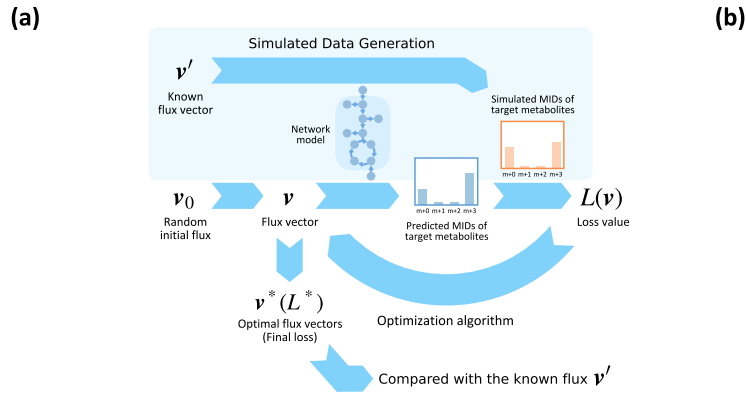 (a)
(b)
Simulated Data Generation
v′
Known
flux vector
Network
model
Simulated MIDs of
target metabolites
m+0 m+1 m+2 m+3
v0
Random
initial flux
v
Flux vector
m+0 m+1 m+2 m+3
Predicted MIDs of
target metabolites
L(v)
Loss value
v*(L*)
Optimal flux vectors
(Final loss)
Optimization algorithm
Compared with the known flux v′